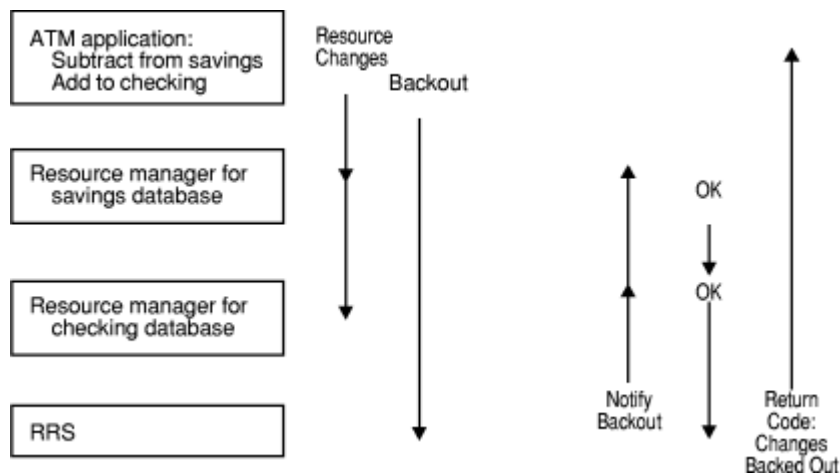 ATM application:
Subtract from savings
Add to checking
Resource
Changes
Backout
Resource manager for
savings database
OK
Resource manager for
checking database
OK
RRS
Notify
Backout
Return
Code:
Changes
Backed Out